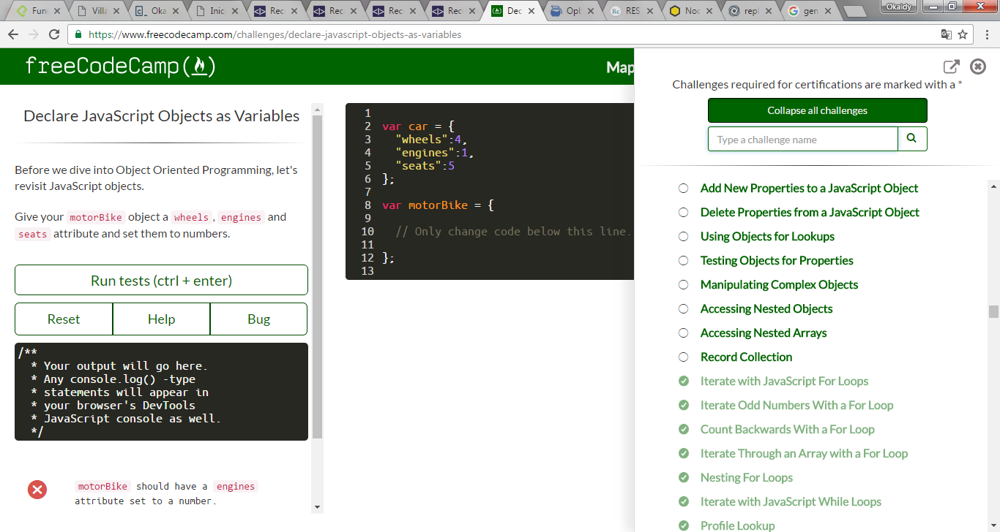 Fun
Villa
Oka
Inic
Rec
Rec
Rec
Rec
Dec
Opt
RES
Noc
repl
gen
Okaidy
https://www.freecodecamp.com/challenges/declare-javascript-objects-as-variables
freeCodeCamp(🔥)
Map
Declare JavaScript Objects as Variables
Before we dive into Object Oriented Programming, let's
revisit JavaScript objects.
Give your motorBike object a wheels , engines and
seats attribute and set them to numbers.
Run tests (ctrl + enter)
Reset Help Bug
/**
* Your output will go here.
* Any console.log() -type
* statements will appear in
* your browser's DevTools
* JavaScript console as well.
*/
motorBike should have a engines
attribute set to a number.
1
2 var car = {
3 "wheels":4,
4 "engines":1,
5 "seats":5
6 };
7
8 var motorBike = {
9
10 // Only change code below this line.
11
12 };
13
Challenges required for certifications are marked with a *
Collapse all challenges
Type a challenge name
Add New Properties to a JavaScript Object
Delete Properties from a JavaScript Object
Using Objects for Lookups
Testing Objects for Properties
Manipulating Complex Objects
Accessing Nested Objects
Accessing Nested Arrays
Record Collection
Iterate with JavaScript For Loops
Iterate Odd Numbers With a For Loop
Count Backwards With a For Loop
Iterate Through an Array with a For Loop
Nesting For Loops
Iterate with JavaScript While Loops
Profile Lookup